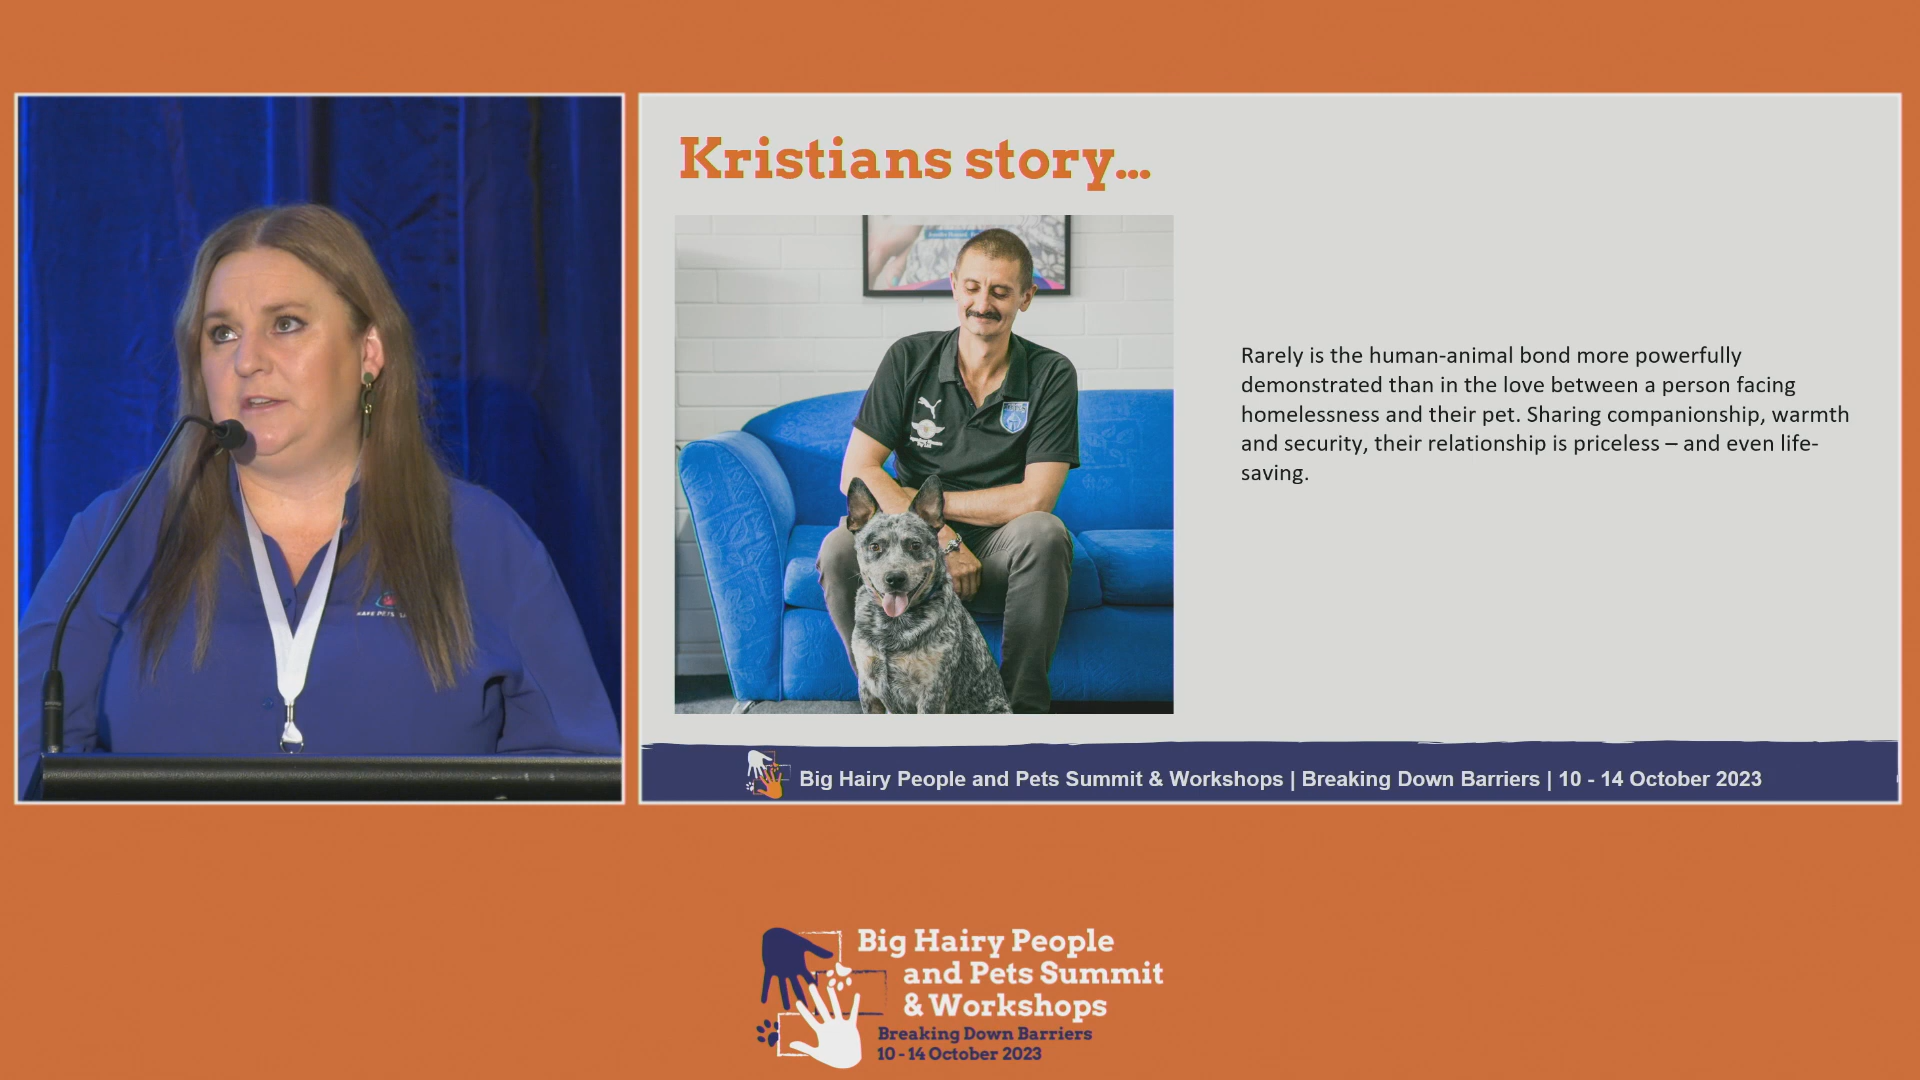 Kristians story...
Rarely is the human-animal bond more powerfully
demonstrated than in the love between a person facing
homelessness and their pet. Sharing companionship, warmth
and security, their relationship is priceless – and even life-
saving.
Big Hairy People and Pets Summit & Workshops | Breaking Down Barriers | 10 - 14 October 2023
Big Hairy People
and Pets Summit
& Workshops
Breaking Down Barriers
10 - 14 October 2023